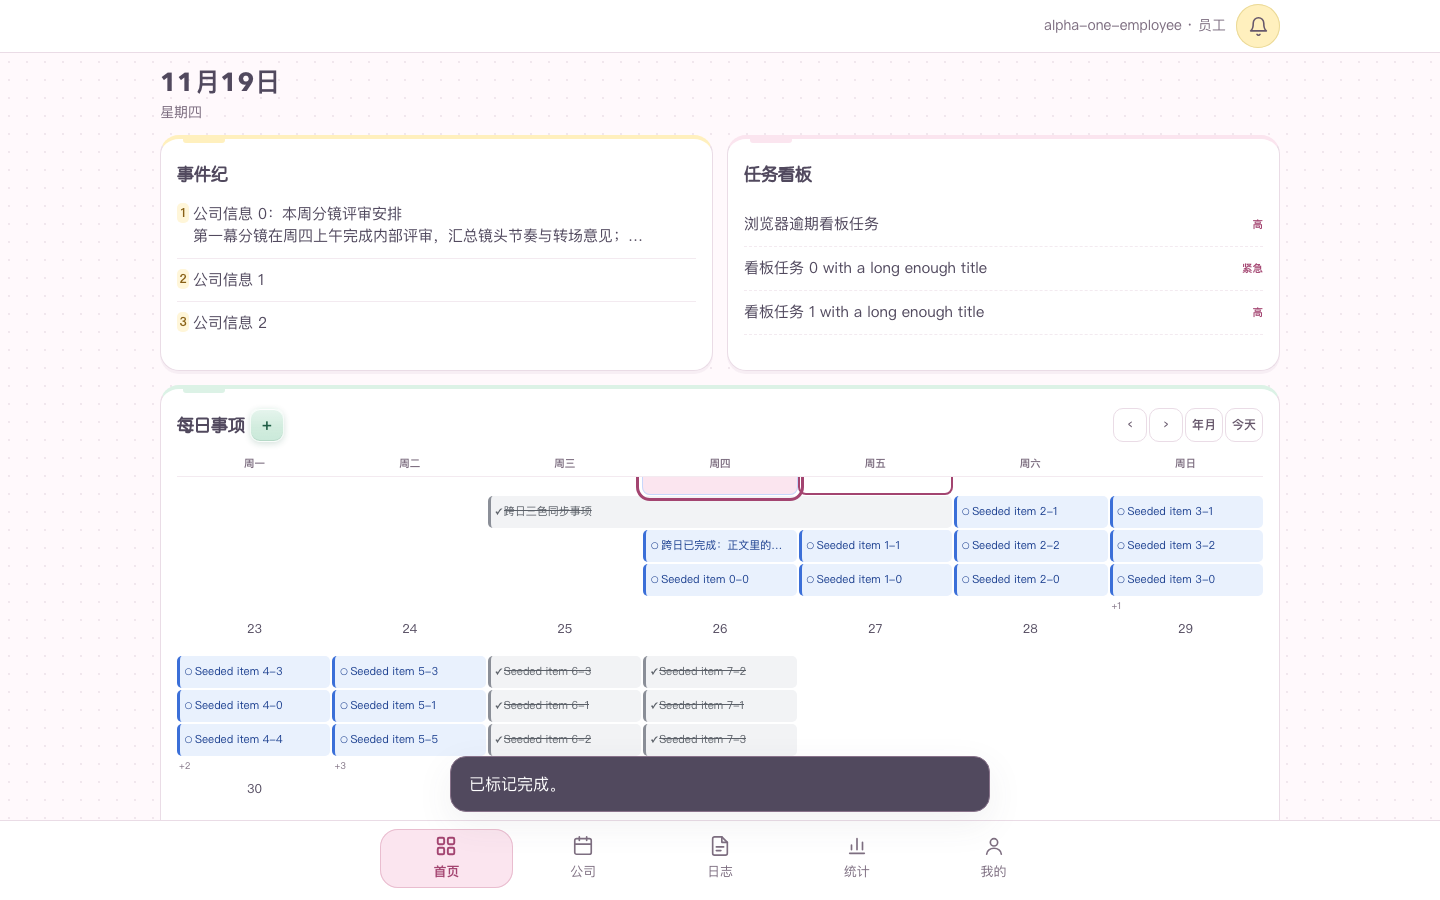 alpha-one-employee · 员工
11月19日
星期四
事件纪
1 公司信息 0：本周分镜评审安排
第一幕分镜在周四上午完成内部评审，汇总镜头节奏与转场意见；...
2 公司信息 1
3 公司信息 2
任务看板
浏览器逾期看板任务 高
看板任务 0 with a long enough title 紧急
看板任务 1 with a long enough title 高
每日事项 +
‹ › 年月 今天
周一 周二 周三 周四 周五 周六 周日
✓跨日三色同步事项 ○ Seeded item 2-1 ○ Seeded item 3-1
○ 跨日已完成：正文里的... ○ Seeded item 1-1 ○ Seeded item 2-2 ○ Seeded item 3-2
○ Seeded item 0-0 ○ Seeded item 1-0 ○ Seeded item 2-0 ○ Seeded item 3-0
+1
23 24 25 26 27 28 29
○ Seeded item 4-3 ○ Seeded item 5-3 ✓Seeded item 6-3 ✓Seeded item 7-2
○ Seeded item 4-0 ○ Seeded item 5-1 ✓Seeded item 6-1 ✓Seeded item 7-1
○ Seeded item 4-4 ○ Seeded item 5-5 ✓Seeded item 6-2 ✓Seeded item 7-3
+2 +3
30
已标记完成。
首页 公司 日志 统计 我的